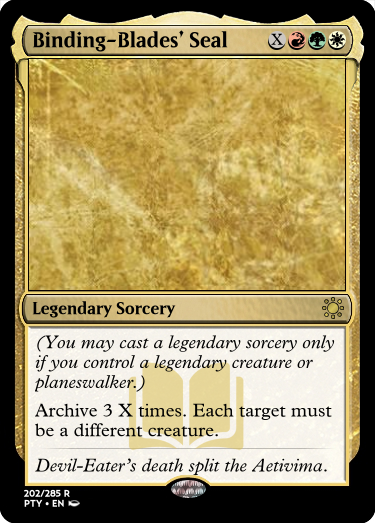 Binding-Blades' Seal X
Legendary Sorcery
(You may cast a legendary sorcery only
if you control a legendary creature or
planeswalker.)
Archive 3 X times. Each target must
be a different creature.
Devil-Eater's death split the Aetivima.
202/285 R
PTY • EN